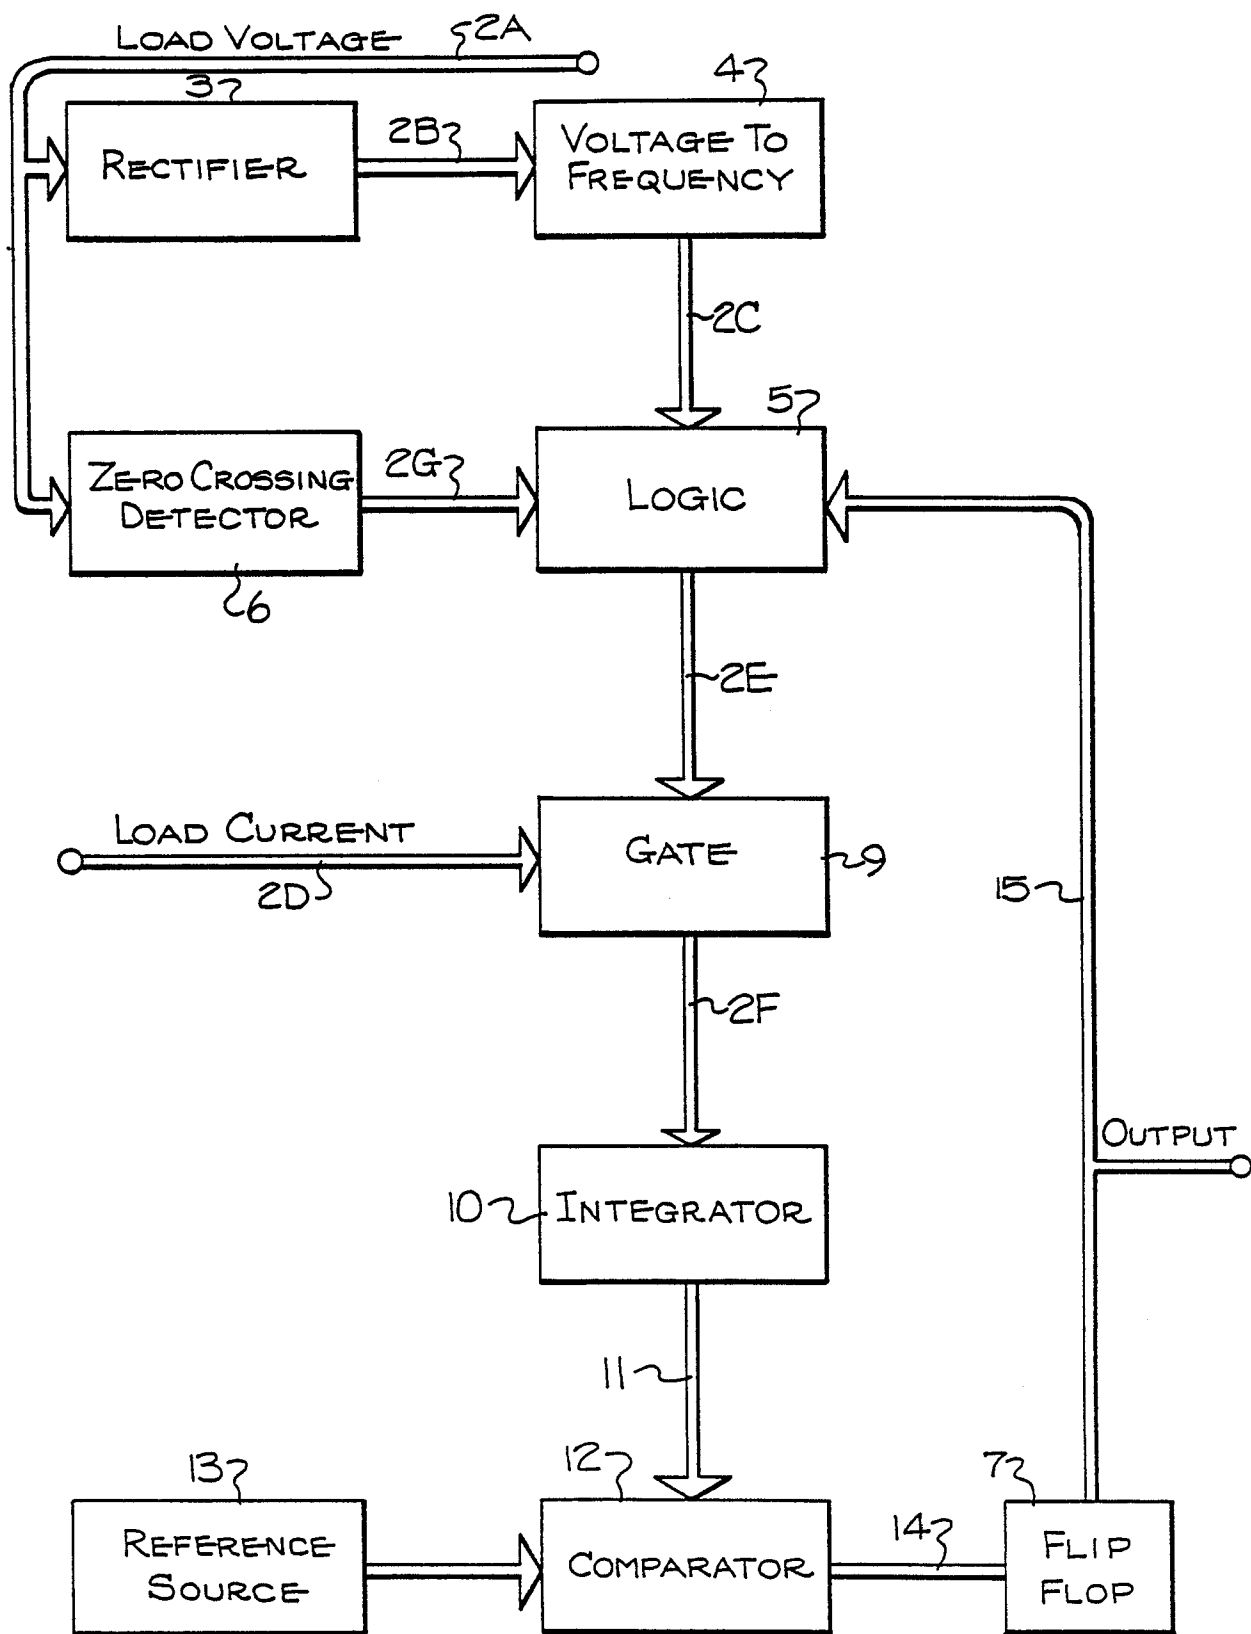 LOAD VOLTAGE 2A
3
RECTIFIER
2B
4
VOLTAGE TO
FREQUENCY
2C
5
ZERO CROSSING
DETECTOR
6
2G
LOGIC
2E
LOAD CURRENT
2D
GATE
9
15
2F
OUTPUT
10
INTEGRATOR
11
13
REFERENCE
SOURCE
12
COMPARATOR
14
7
FLIP
FLOP